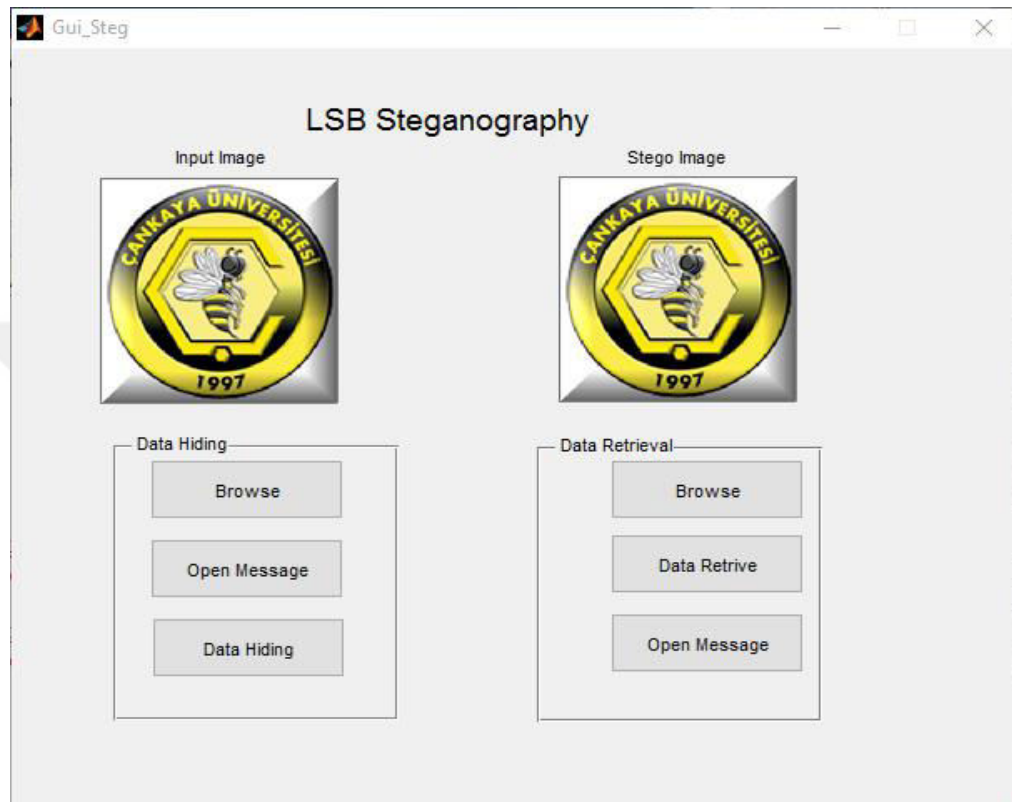 Gui_Steg
LSB Steganography
Input Image
Stego Image
ÇANKAYA ÜNİVERSİTESİ
1997
ÇANKAYA ÜNİVERSİTESİ
1997
Data Hiding
Browse
Open Message
Data Hiding
Data Retrieval
Browse
Data Retrive
Open Message